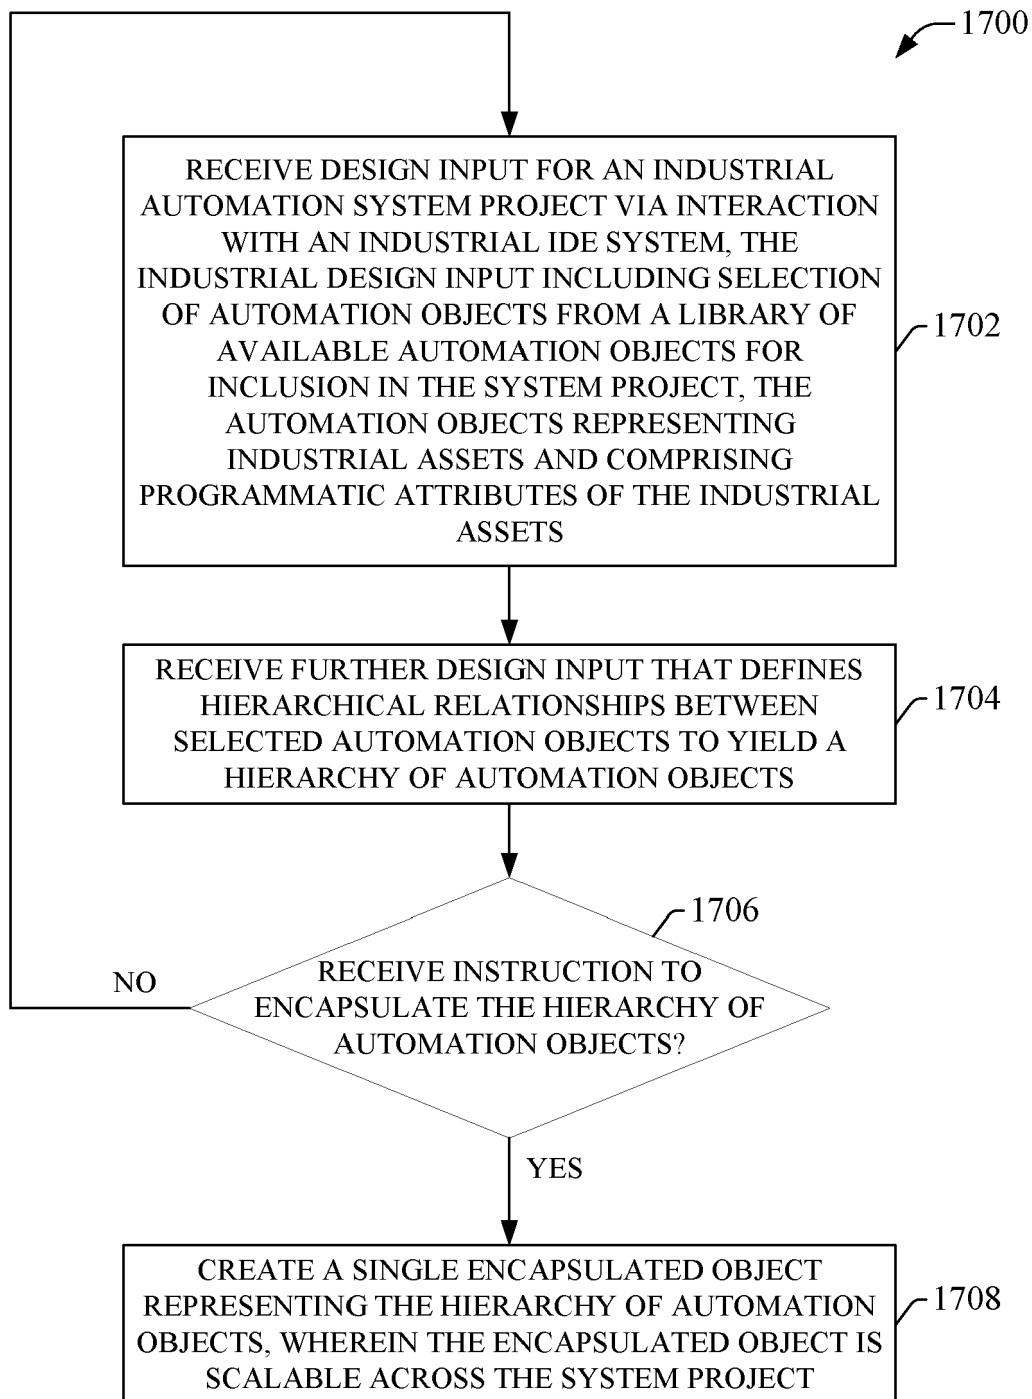 1700
RECEIVE DESIGN INPUT FOR AN INDUSTRIAL
AUTOMATION SYSTEM PROJECT VIA INTERACTION
WITH AN INDUSTRIAL IDE SYSTEM, THE
INDUSTRIAL DESIGN INPUT INCLUDING SELECTION
OF AUTOMATION OBJECTS FROM A LIBRARY OF
AVAILABLE AUTOMATION OBJECTS FOR
INCLUSION IN THE SYSTEM PROJECT, THE
AUTOMATION OBJECTS REPRESENTING
INDUSTRIAL ASSETS AND COMPRISING
PROGRAMMATIC ATTRIBUTES OF THE INDUSTRIAL
ASSETS
1702
RECEIVE FURTHER DESIGN INPUT THAT DEFINES
HIERARCHICAL RELATIONSHIPS BETWEEN
SELECTED AUTOMATION OBJECTS TO YIELD A
HIERARCHY OF AUTOMATION OBJECTS
1704
1706
RECEIVE INSTRUCTION TO
ENCAPSULATE THE HIERARCHY OF
AUTOMATION OBJECTS?
NO
YES
CREATE A SINGLE ENCAPSULATED OBJECT
REPRESENTING THE HIERARCHY OF AUTOMATION
OBJECTS, WHEREIN THE ENCAPSULATED OBJECT IS
SCALABLE ACROSS THE SYSTEM PROJECT
1708